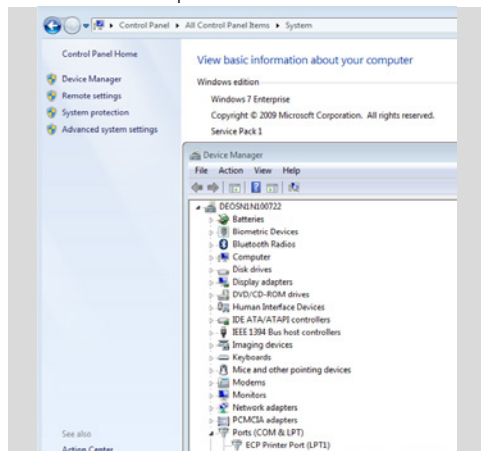 Control Panel ▸ All Control Panel Items ▸ System
Control Panel Home
Device Manager
Remote settings
System protection
Advanced system settings
See also
Action Center
View basic information about your computer
Windows edition
Windows 7 Enterprise
Copyright © 2009 Microsoft Corporation. All rights reserved.
Service Pack 1
Device Manager
File Action View Help
DEOSN1N100722
Batteries
Biometric Devices
Bluetooth Radios
Computer
Disk drives
Display adapters
DVD/CD-ROM drives
Human Interface Devices
IDE ATA/ATAPI controllers
IEEE 1394 Bus host controllers
Imaging devices
Keyboards
Mice and other pointing devices
Modems
Monitors
Network adapters
PCMCIA adapters
Ports (COM & LPT)
ECP Printer Port (LPT1)